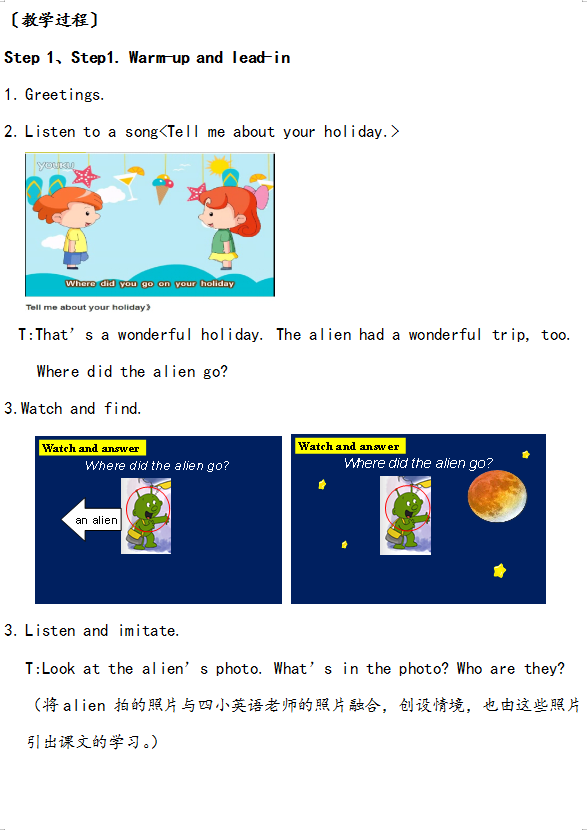 〔教学过程〕
Step 1、Step1. Warm-up and lead-in
1. Greetings.
2. Listen to a song<Tell me about your holiday.>
YOUKU
Where did you go on your holiday
Tell me about your holiday》
T:That’s a wonderful holiday. The alien had a wonderful trip, too.
Where did the alien go?
3.Watch and find.
Watch and answer
Where did the alien go?
an alien
Watch and answer
Where did the alien go?
3. Listen and imitate.
T:Look at the alien’s photo. What’s in the photo? Who are they?
（将alien 拍的照片与四小英语老师的照片融合，创设情境，也由这些照片
引出课文的学习。）